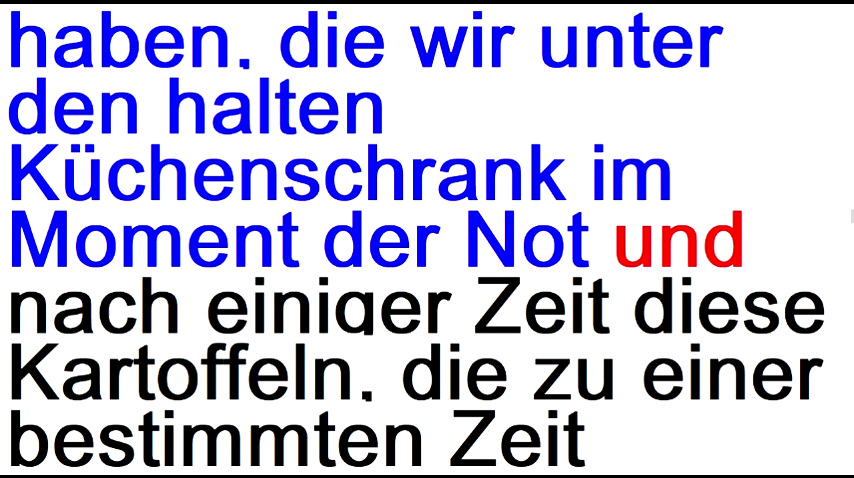 haben, die wir unter
den halten
Küchenschrank im
Moment der Not und
nach einiger Zeit diese
Kartoffeln, die zu einer
bestimmten Zeit